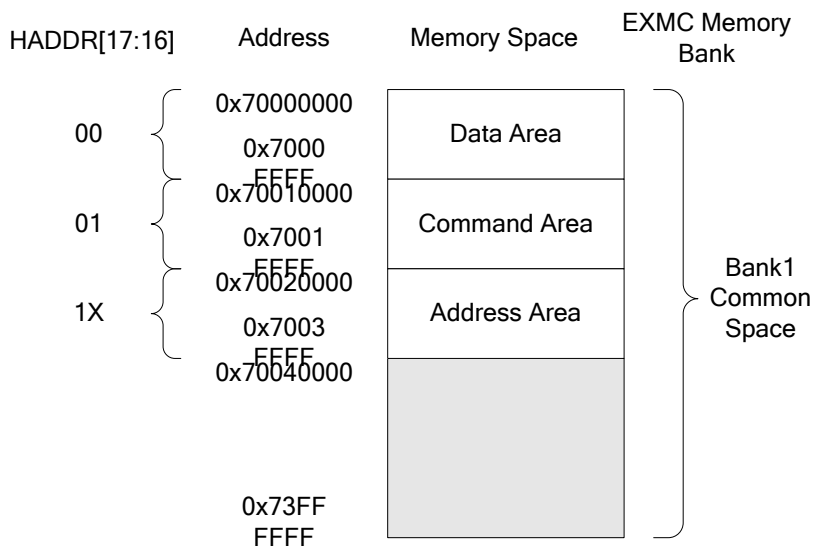 HADDR[17:16] Address Memory Space EXMC Memory
Bank
0x70000000
00 Data Area
0x7000
FFFF
0x70010000
01 Command Area
0x7001
FFFF
0x70020000
1X Address Area
0x7003
FFFF
0x70040000
Bank1
Common
Space
0x73FF
FFFF